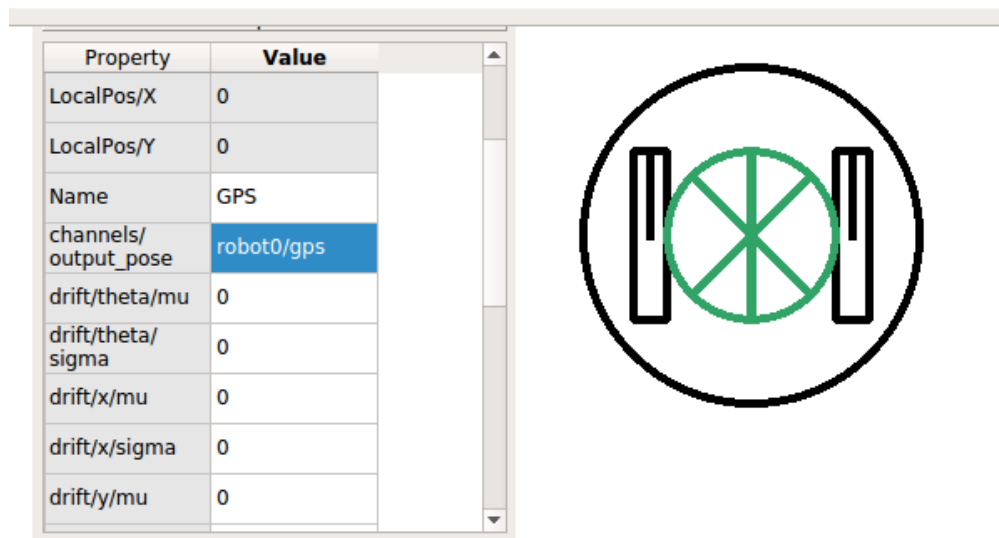 Property Value
LocalPos/X 0
LocalPos/Y 0
Name GPS
channels/
output_pose robot0/gps
drift/theta/mu 0
drift/theta/
sigma 0
drift/x/mu 0
drift/x/sigma 0
drift/y/mu 0